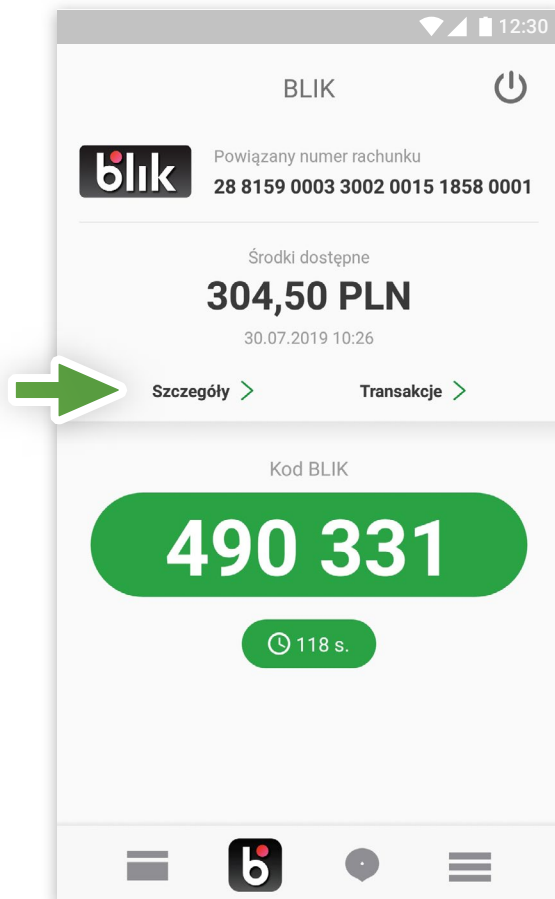 12:30
BLIK
blik
Powiązany numer rachunku
28 8159 0003 3002 0015 1858 0001
Środki dostępne
304,50 PLN
30.07.2019 10:26
Szczegóły
Transakcje
Kod BLIK
490 331
118 s.
b